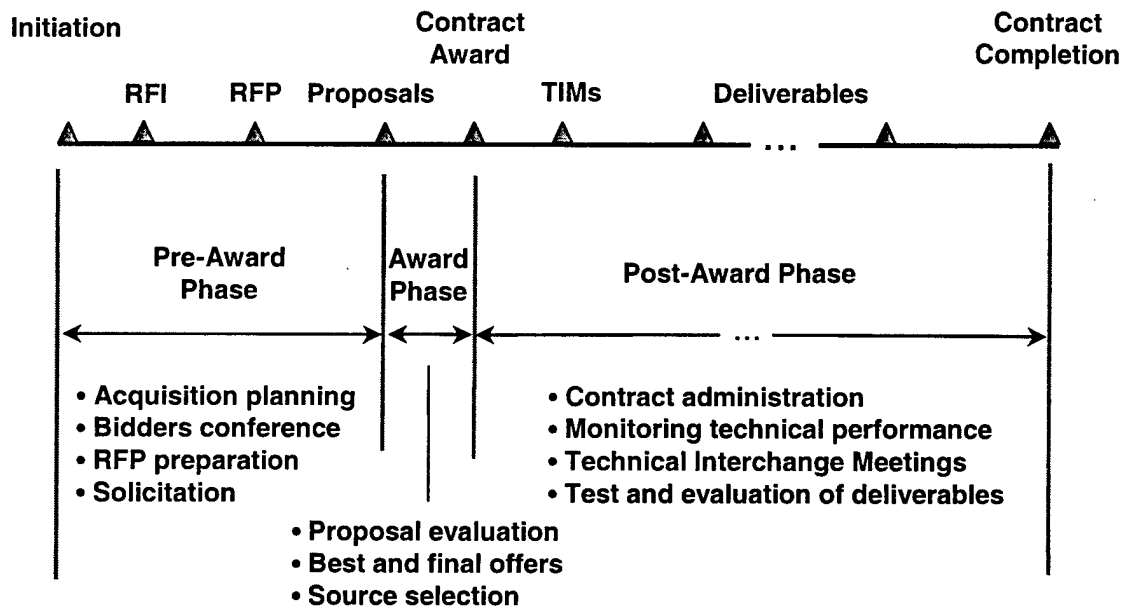 Initiation
Contract
Award
Contract
Completion
RFI RFP Proposals TIMs Deliverables
...
Pre-Award
Phase
Award
Phase
Post-Award Phase
...
• Acquisition planning
• Bidders conference
• RFP preparation
• Solicitation
• Contract administration
• Monitoring technical performance
• Technical Interchange Meetings
• Test and evaluation of deliverables
• Proposal evaluation
• Best and final offers
• Source selection